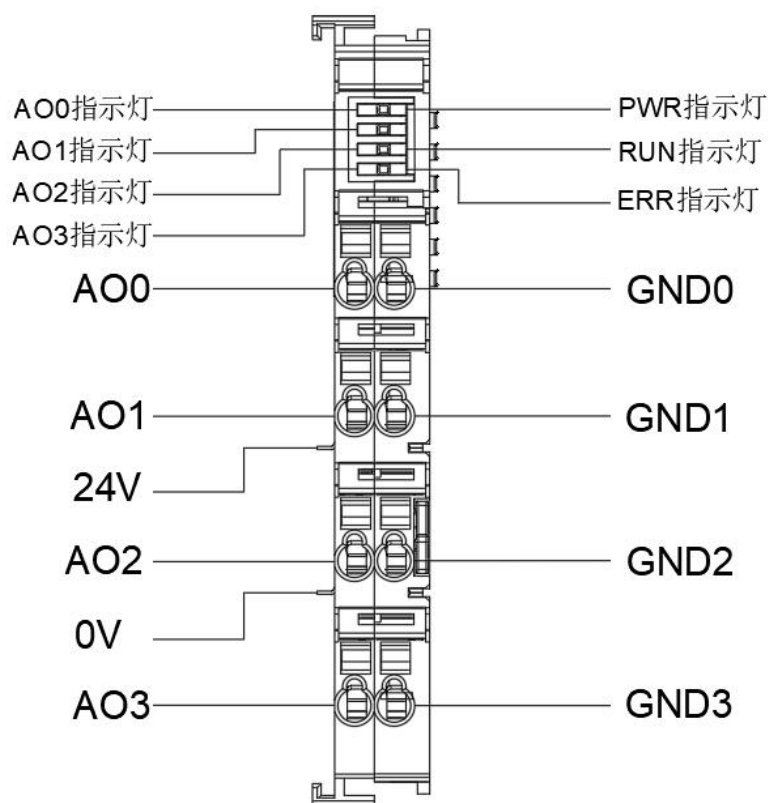 AO0指示灯
PWR指示灯
AO1指示灯
RUN指示灯
AO2指示灯
ERR指示灯
AO3指示灯
AO0
GND0
AO1
GND1
24V
AO2
GND2
0V
AO3
GND3